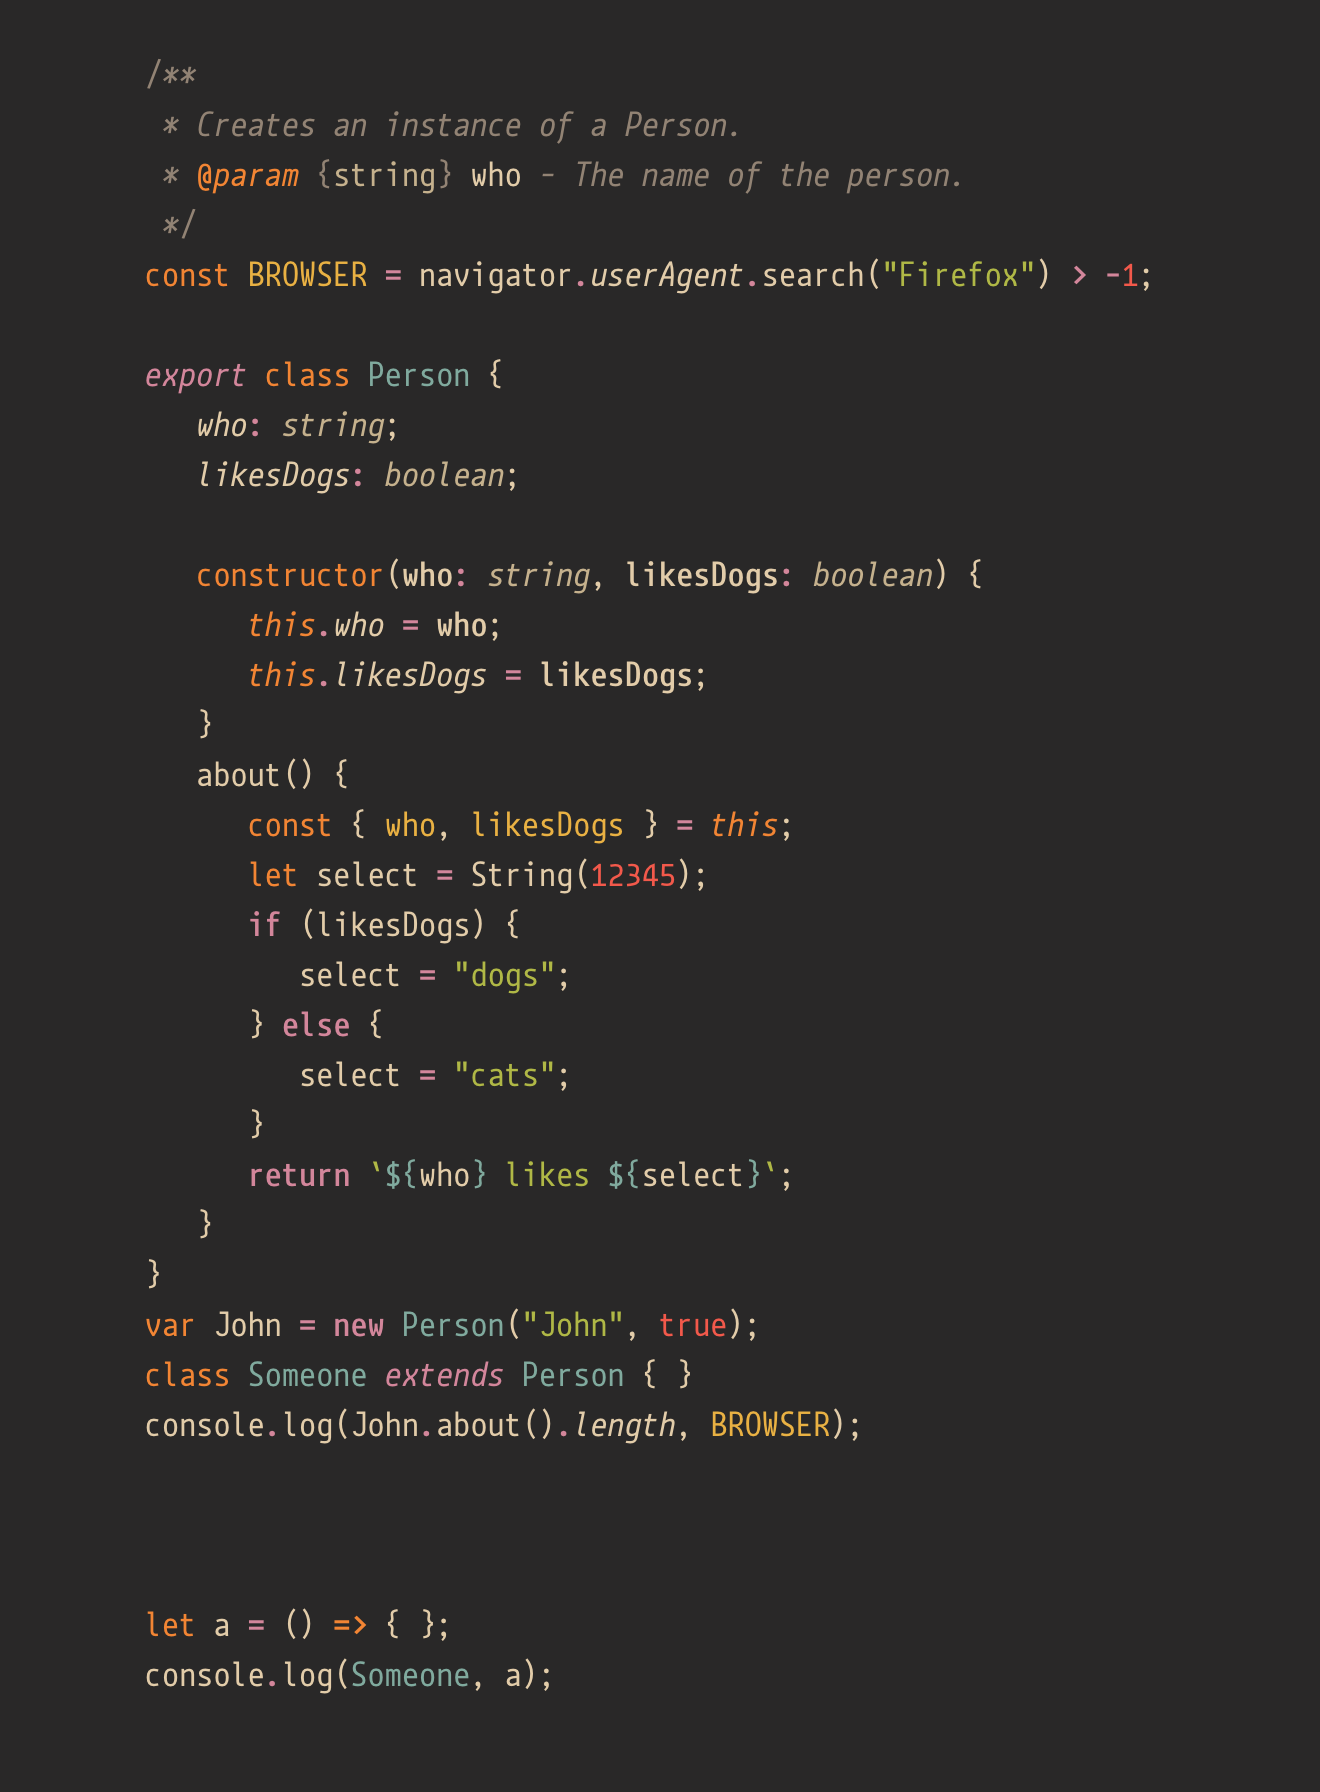 /**
 * Creates an instance of a Person.
 * @param {string} who - The name of the person.
 */
const BROWSER = navigator.userAgent.search("Firefox") > -1;

export class Person {
   who: string;
   likesDogs: boolean;

   constructor(who: string, likesDogs: boolean) {
      this.who = who;
      this.likesDogs = likesDogs;
   }
   about() {
      const { who, likesDogs } = this;
      let select = String(12345);
      if (likesDogs) {
         select = "dogs";
      } else {
         select = "cats";
      }
      return `${who} likes ${select}`;
   }
}
var John = new Person("John", true);
class Someone extends Person { }
console.log(John.about().length, BROWSER);

let a = () => { };
console.log(Someone, a);